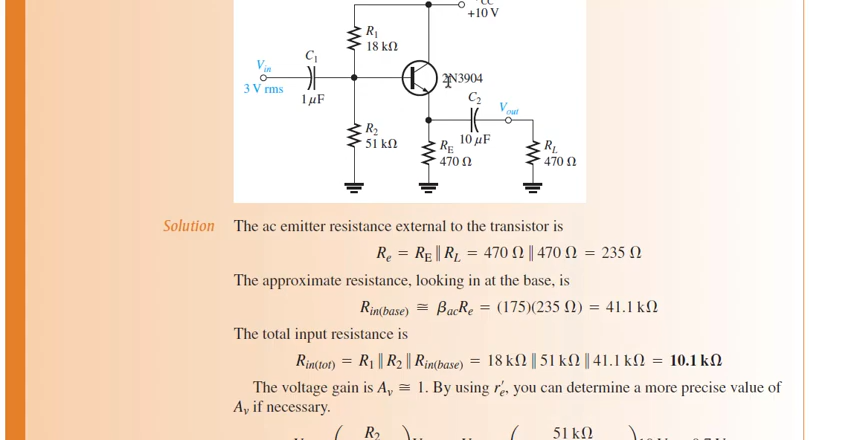 CC
+10 V
R1
18 kΩ
C1
Vin
3 V rms
1 μF
2N3904
C2
Vout
R2
51 kΩ
10 μF
RE
470 Ω
RL
470 Ω
Solution The ac emitter resistance external to the transistor is
Re = RE ∥ RL = 470 Ω ∥ 470 Ω = 235 Ω
The approximate resistance, looking in at the base, is
Rin(base) ≅ βacRe = (175)(235 Ω) = 41.1 kΩ
The total input resistance is
Rin(tot) = R1 ∥ R2 ∥ Rin(base) = 18 kΩ ∥ 51 kΩ ∥ 41.1 kΩ = 10.1 kΩ
The voltage gain is Av ≅ 1. By using r′e, you can determine a more precise value of
Av if necessary.
R2 51 kΩ